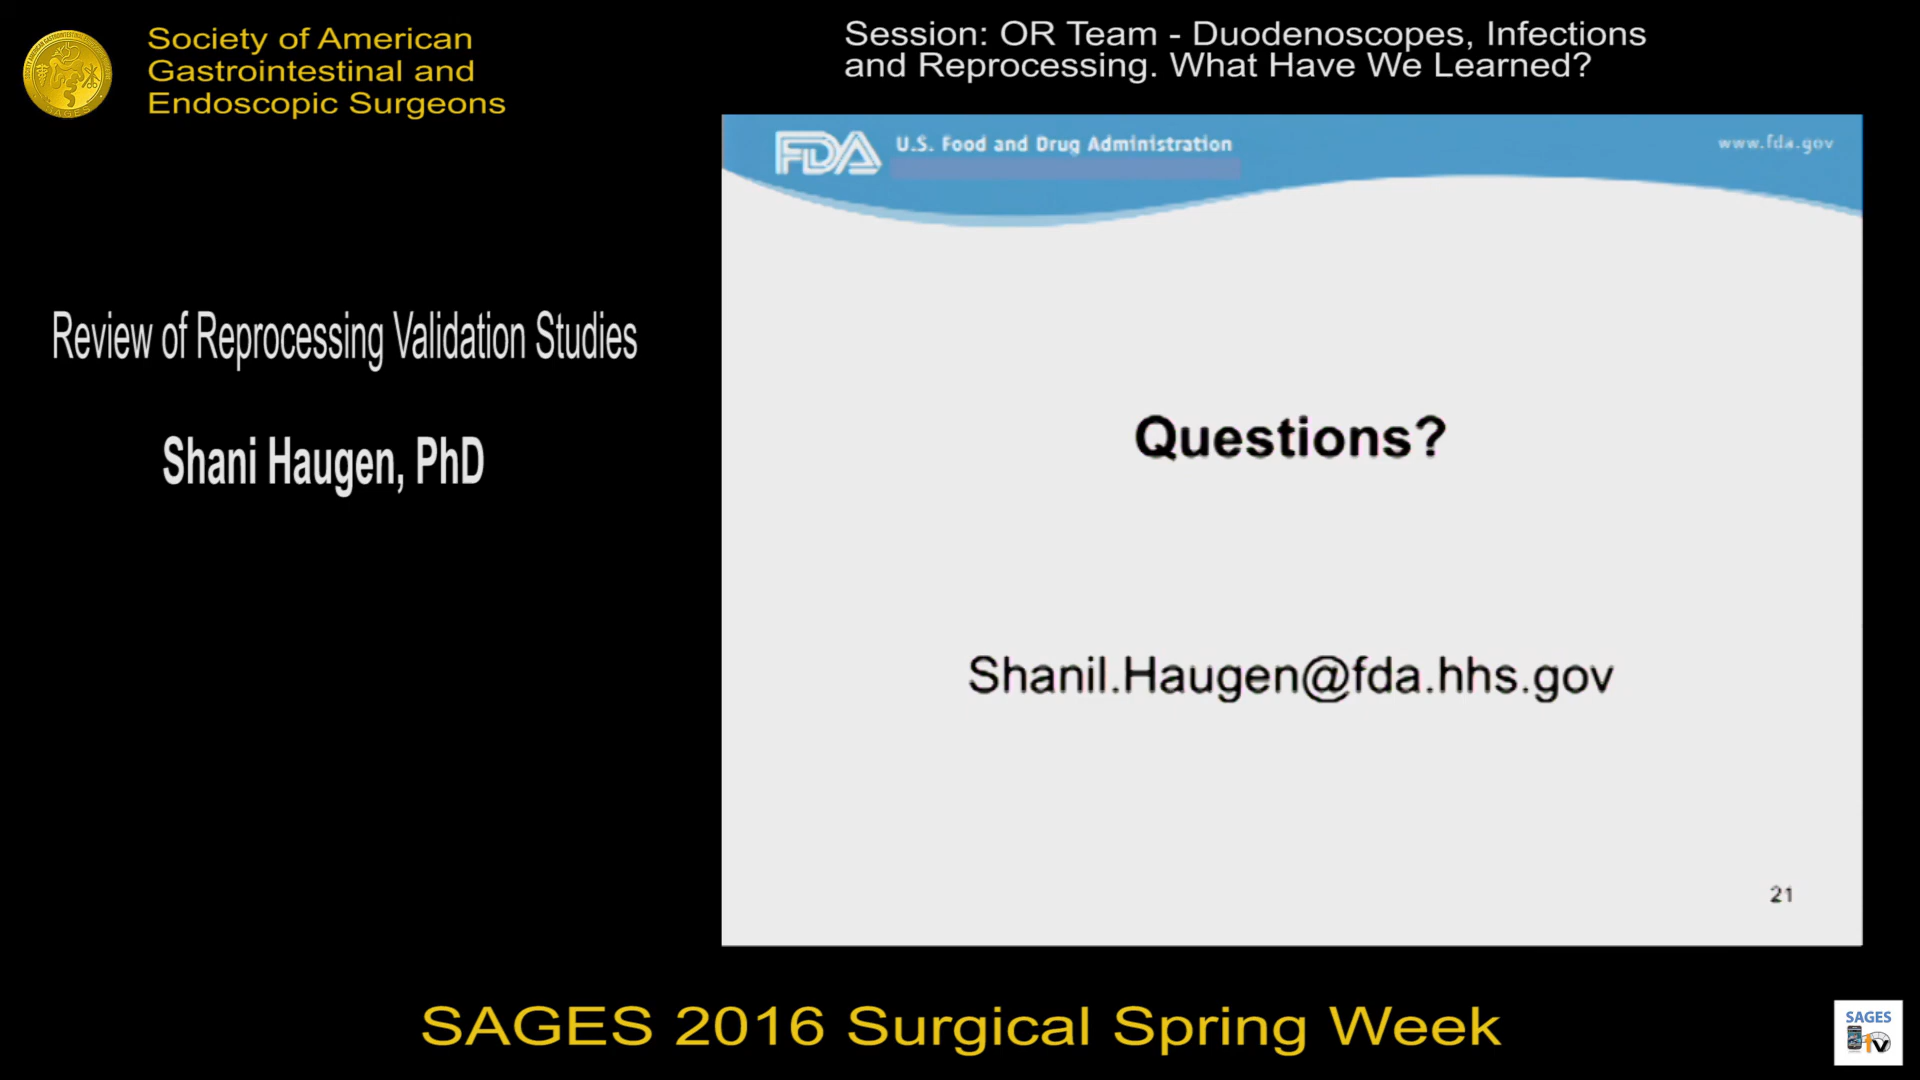 Society of American
Gastrointestinal and
Endoscopic Surgeons
Session: OR Team - Duodenoscopes, Infections
and Reprocessing. What Have We Learned?
FDA U.S. Food and Drug Administration
www.fda.gov
Review of Reprocessing Validation Studies
Shani Haugen, PhD
Questions?
Shanil.Haugen@fda.hhs.gov
21
SAGES 2016 Surgical Spring Week
SAGES
tv